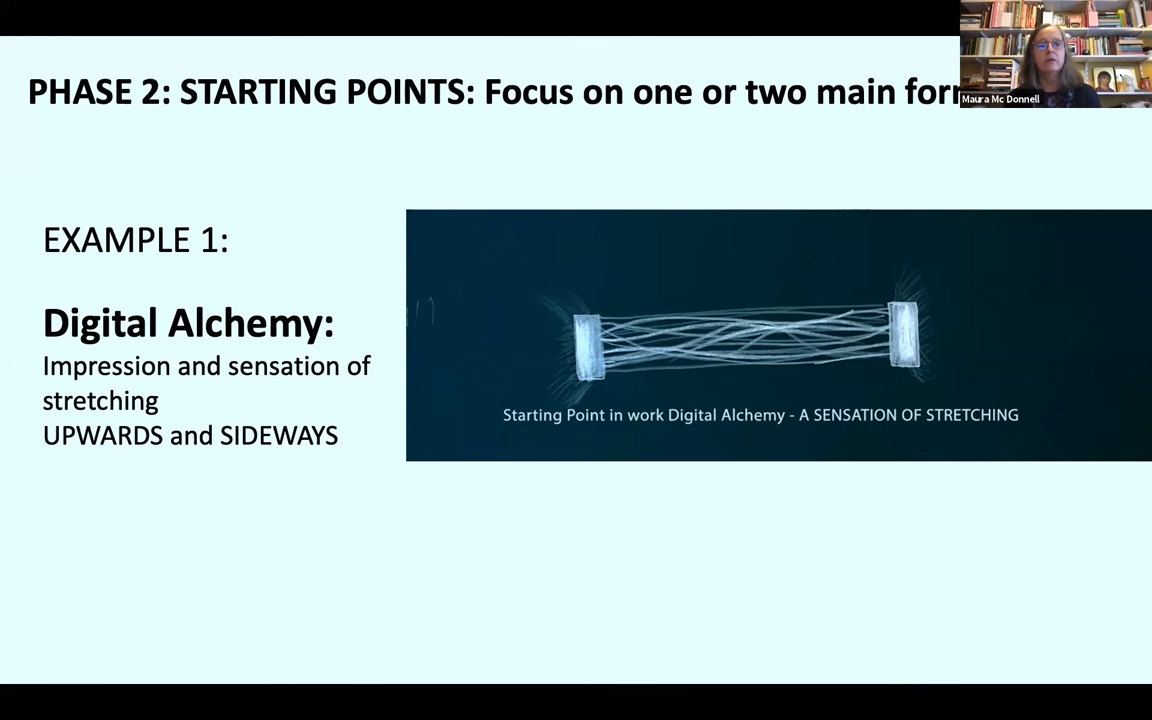 PHASE 2: STARTING POINTS: Focus on one or two main
Maura Mc Donnell
EXAMPLE 1:
Digital Alchemy:
Impression and sensation of
stretching
UPWARDS and SIDEWAYS
Starting Point in work Digital Alchemy - A SENSATION OF STRETCHING